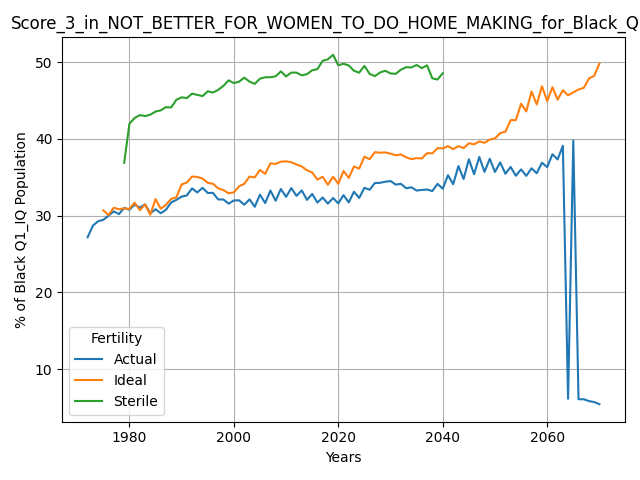 Score_3_in_NOT_BETTER_FOR_WOMEN_TO_DO_HOME_MAKING_for_Black_Q
% of Black Q1_IQ Population
50
40
30
20
10
Fertility
Actual
Ideal
Sterile
1980
2000
2020
2040
2060
Years